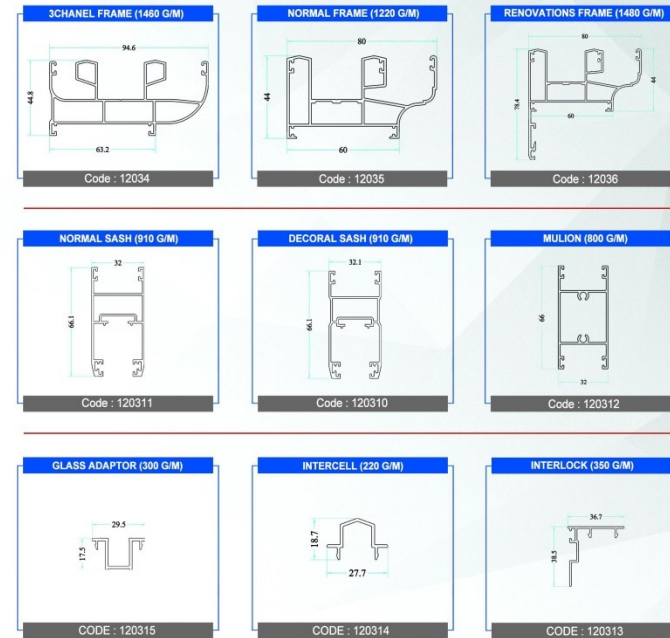 3CHANEL FRAME (1460 G/M)
94.6
44.8
63.2
Code : 12034
NORMAL FRAME (1220 G/M)
80
44
60
Code : 12035
RENOVATIONS FRAME (1480 G/M)
80
44
78.4
60
Code : 12036
NORMAL SASH (910 G/M)
32
66.1
Code : 120311
DECORAL SASH (910 G/M)
32.1
66.1
Code : 120310
MULION (800 G/M)
66
32
Code : 120312
GLASS ADAPTOR (300 G/M)
29.5
17.5
CODE : 120315
INTERCELL (220 G/M)
18.7
27.7
CODE : 120314
INTERLOCK (350 G/M)
36.7
38.5
CODE : 120313